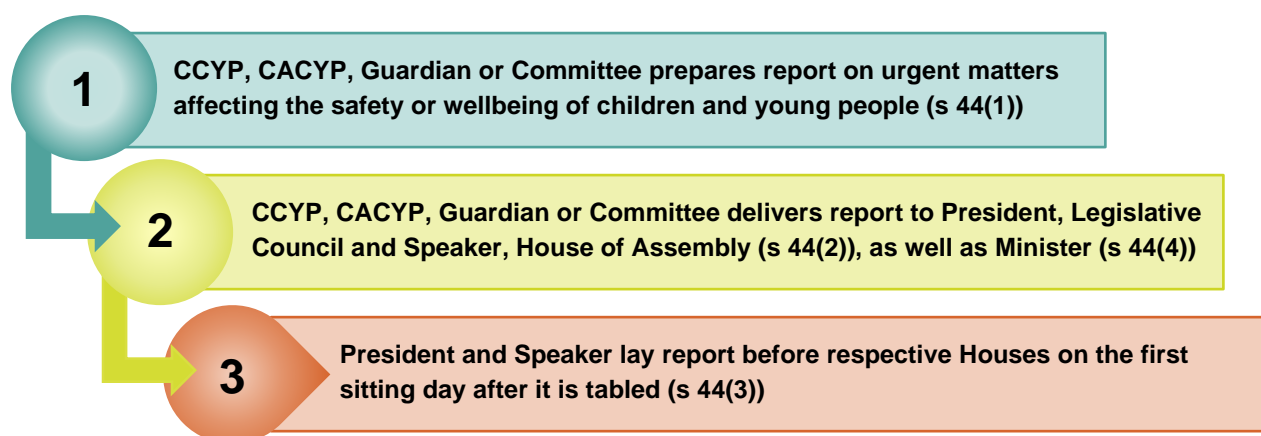 1
CCYP, CACYP, Guardian or Committee prepares report on urgent matters
affecting the safety or wellbeing of children and young people (s 44(1))
2
CCYP, CACYP, Guardian or Committee delivers report to President, Legislative
Council and Speaker, House of Assembly (s 44(2)), as well as Minister (s 44(4))
3
President and Speaker lay report before respective Houses on the first
sitting day after it is tabled (s 44(3))